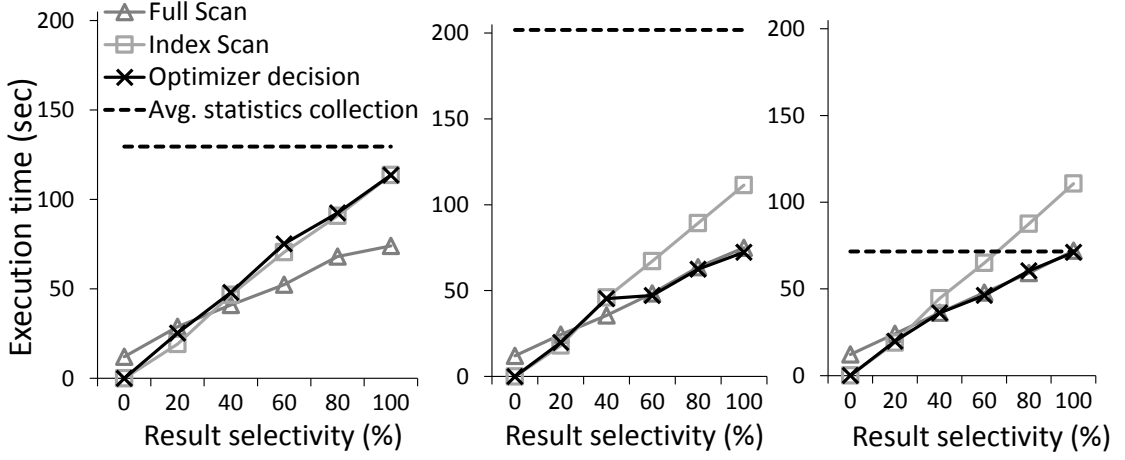 Full Scan
Index Scan
Optimizer decision
Avg. statistics collection
Execution time (sec)
200
150
100
50
0
0 20 40 60 80 100
Result selectivity (%)
200
150
100
50
0
0 20 40 60 80 100
Result selectivity (%)
200
150
100
50
0
0 20 40 60 80 100
Result selectivity (%)